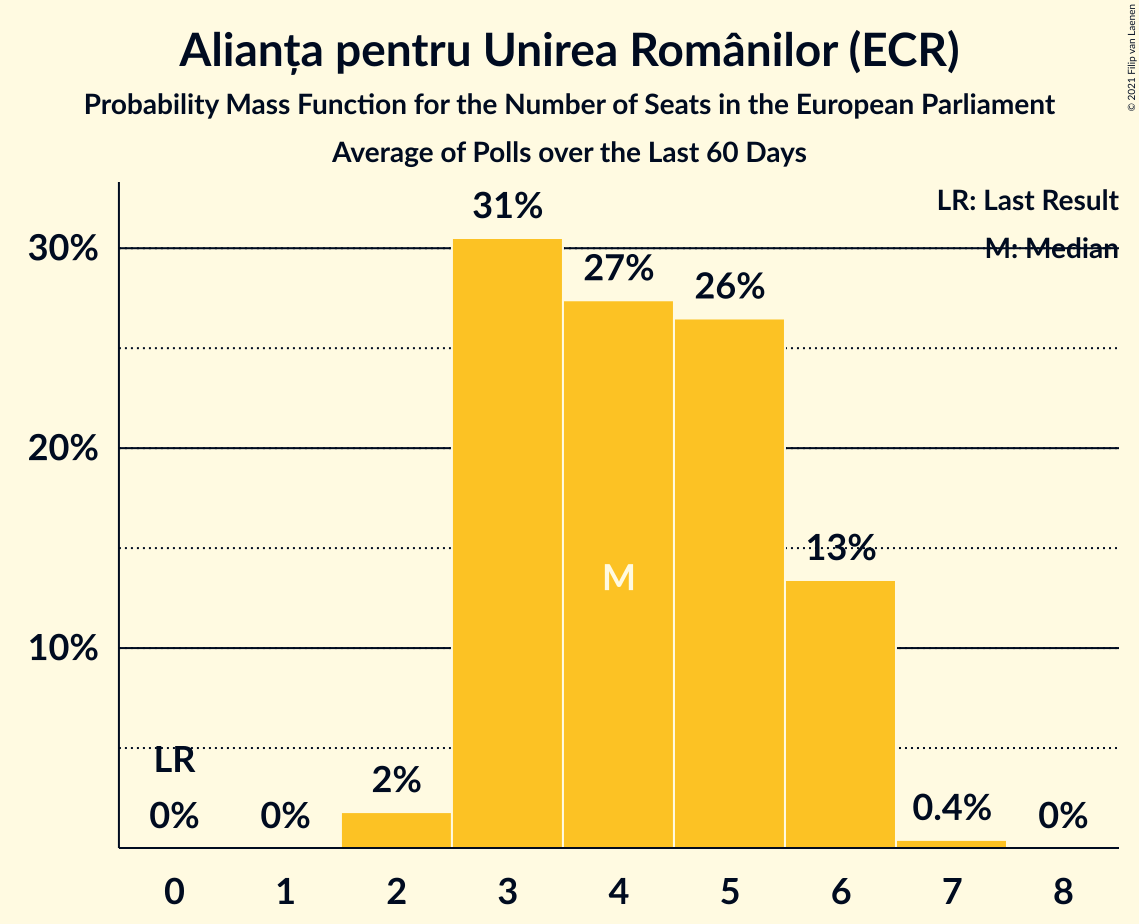 Alianța pentru Unirea Românilor (ECR)
Probability Mass Function for the Number of Seats in the European Parliament
Average of Polls over the Last 60 Days
© 2021 Filip van Laenen
LR: Last Result
M: Median
30%
20%
10%
31%
27%
26%
13%
M
LR
0%
0%
2%
0.4%
0%
0 1 2 3 4 5 6 7 8